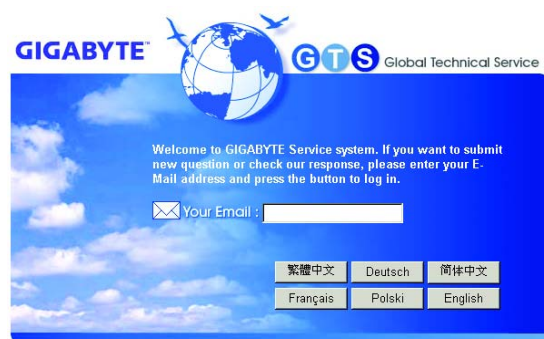 GIGABYTE™
GTS Global Technical Service
Welcome to GIGABYTE Service system. If you want to submit
new question or check our response, please enter your E-
Mail address and press the button to log in.
Your Email :
繁體中文 Deutsch 简体中文
Français Polski English